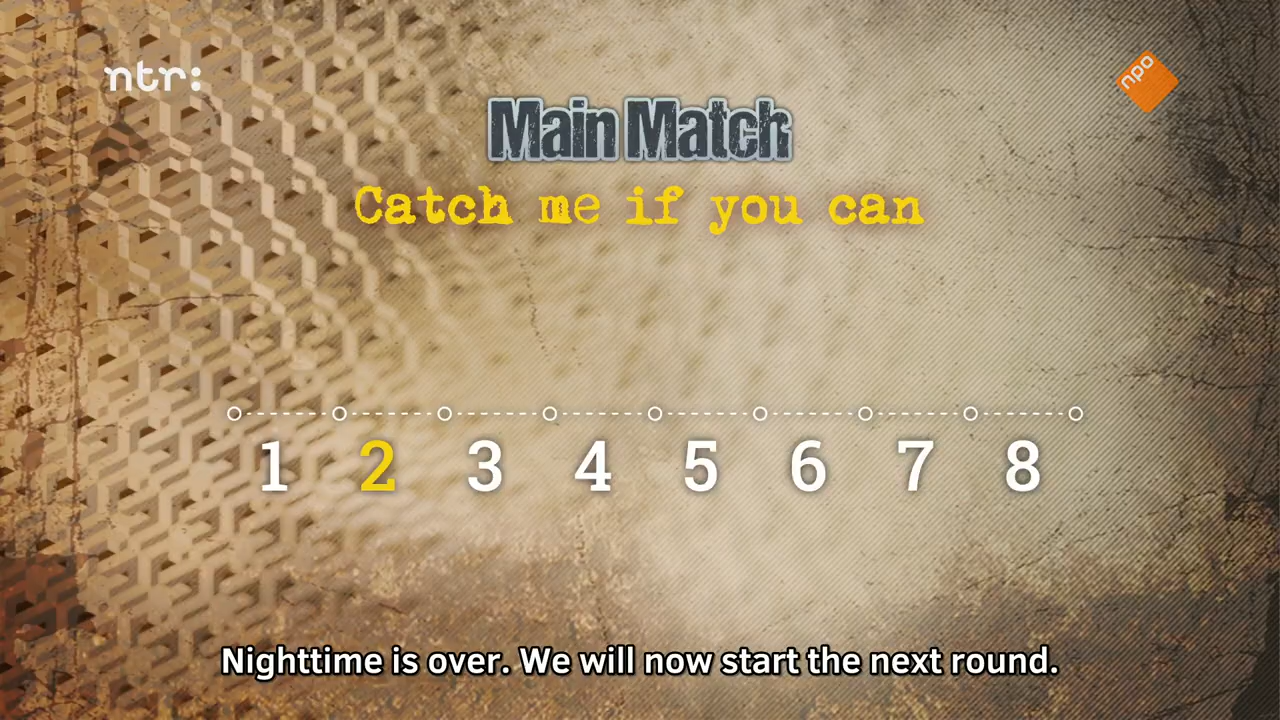 ntr:
npo
Main Match
Catch me if you can
1 2 3 4 5 6 7 8
Nighttime is over. We will now start the next round.